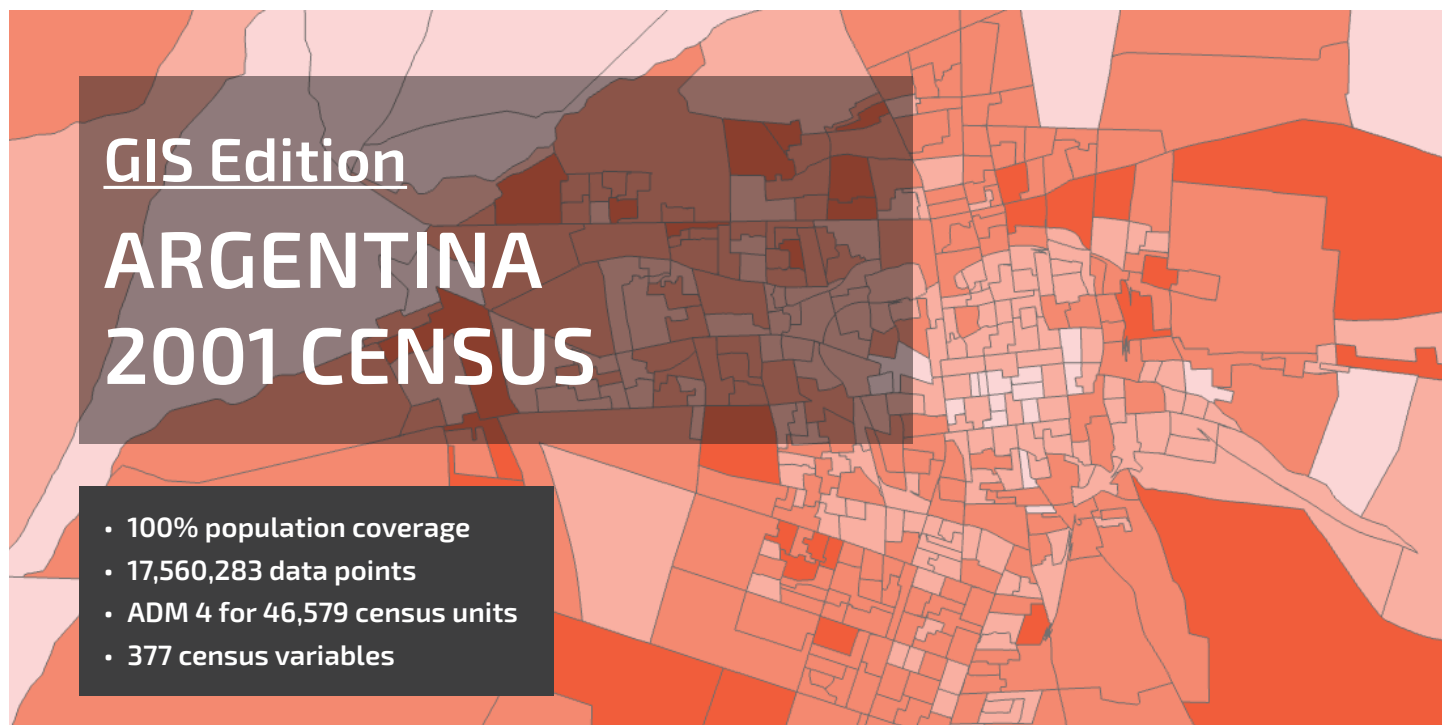 GIS Edition
ARGENTINA
2001 CENSUS
• 100% population coverage
• 17,560,283 data points
• ADM 4 for 46,579 census units
• 377 census variables